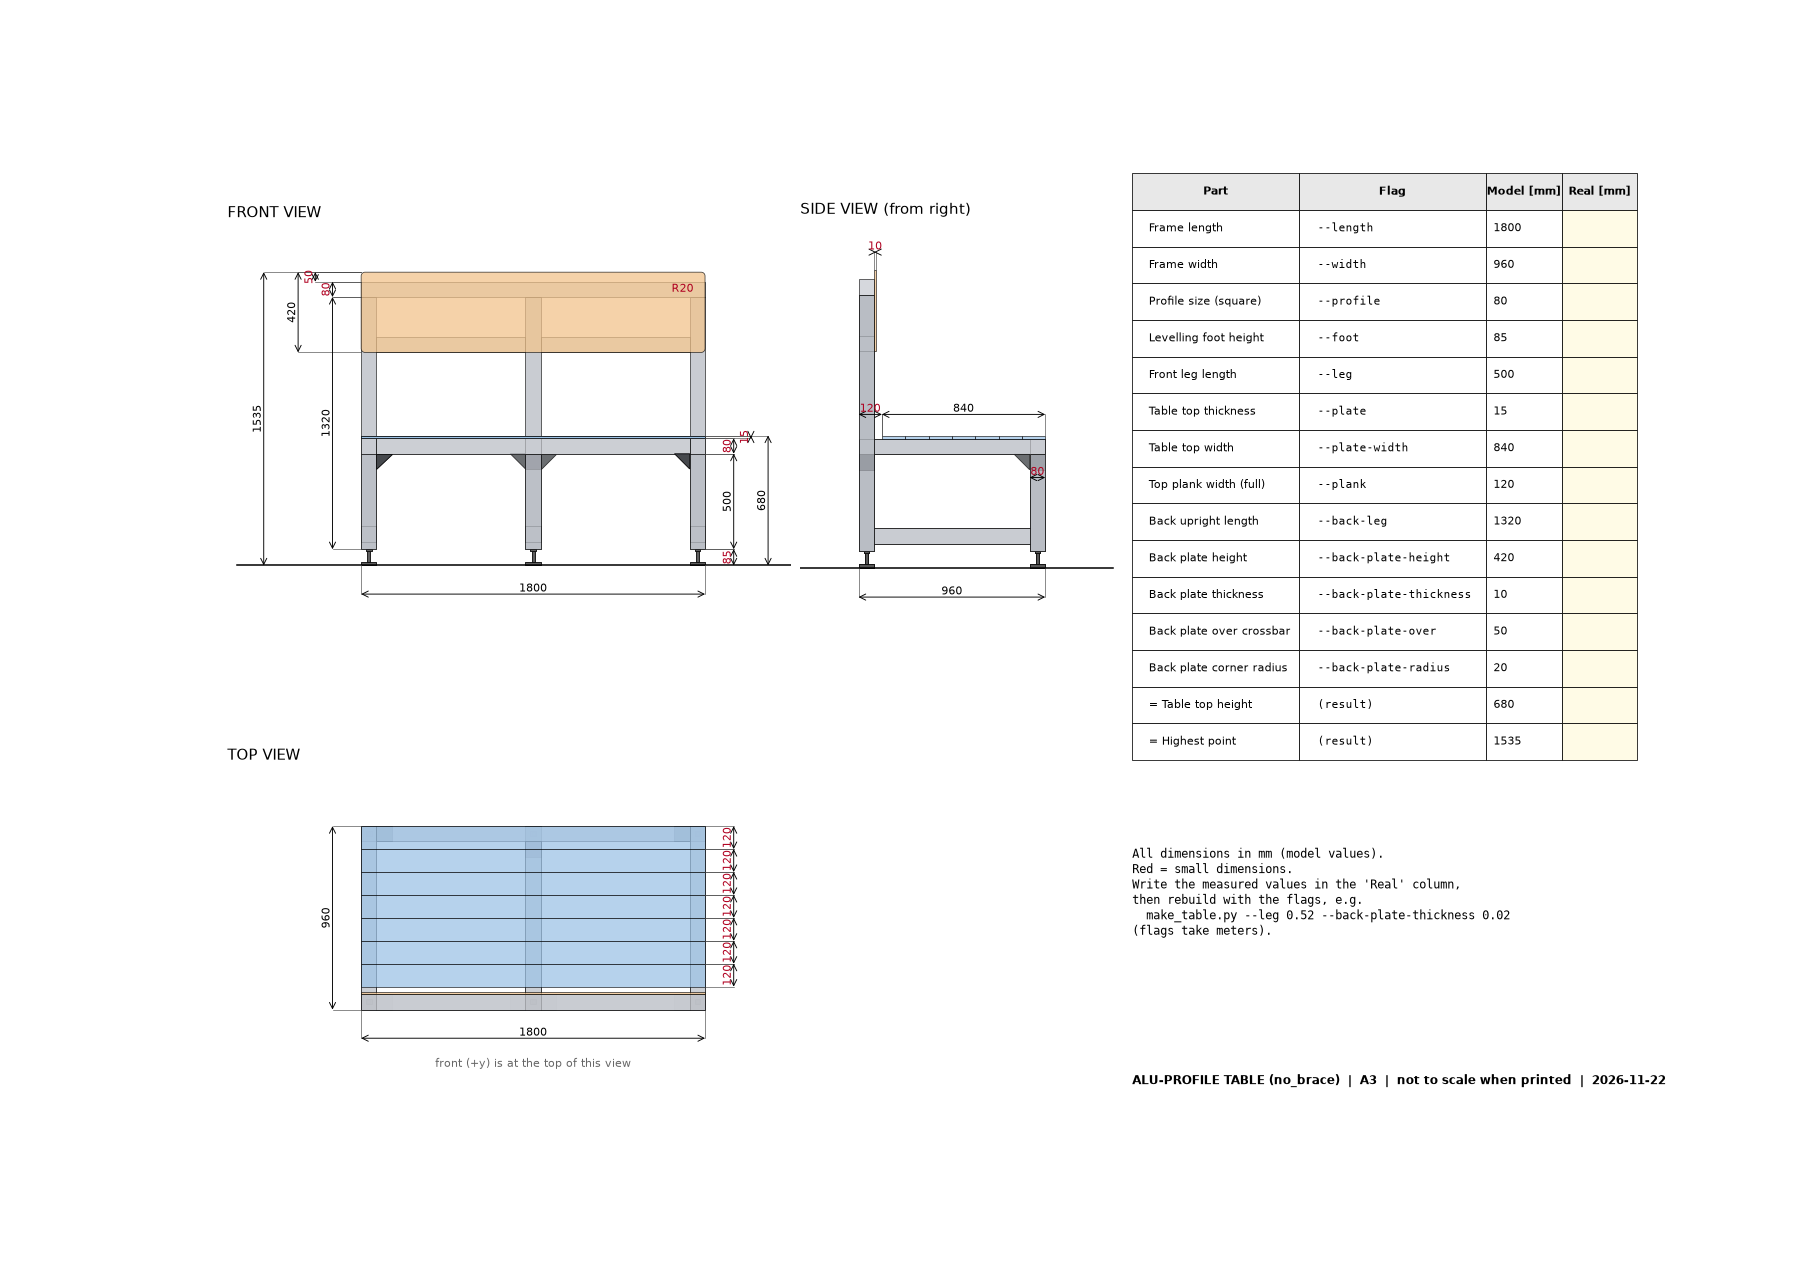 FRONT VIEW
SIDE VIEW (from right)
10
50
80
R20
420
1535
1320
120
840
15
80
80
500
680
85
1800
960
TOP VIEW
120
120
120
120
120
120
120
960
1800
front (+y) is at the top of this view
Part Flag Model [mm] Real [mm]
Frame length --length 1800
Frame width --width 960
Profile size (square) --profile 80
Levelling foot height --foot 85
Front leg length --leg 500
Table top thickness --plate 15
Table top width --plate-width 840
Top plank width (full) --plank 120
Back upright length --back-leg 1320
Back plate height --back-plate-height 420
Back plate thickness --back-plate-thickness 10
Back plate over crossbar --back-plate-over 50
Back plate corner radius --back-plate-radius 20
= Table top height (result) 680
= Highest point (result) 1535
All dimensions in mm (model values).
Red = small dimensions.
Write the measured values in the 'Real' column,
then rebuild with the flags, e.g.
make_table.py --leg 0.52 --back-plate-thickness 0.02
(flags take meters).
ALU-PROFILE TABLE (no_brace) | A3 | not to scale when printed | 2026-11-22